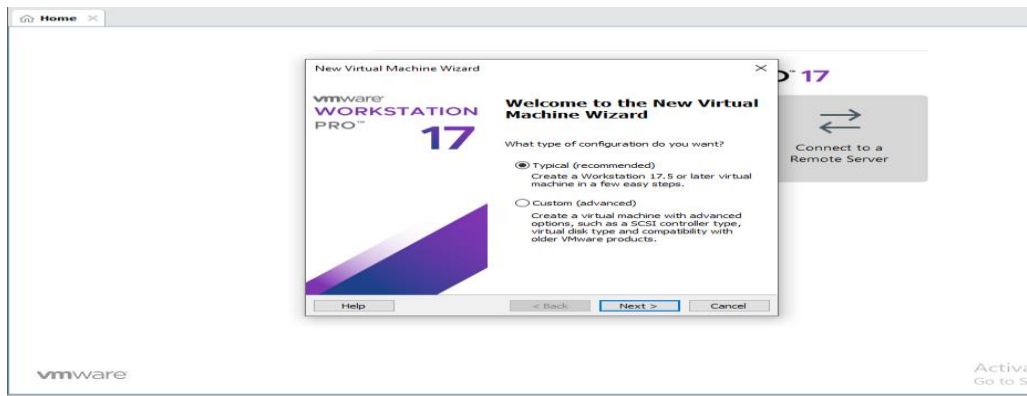 Home
New Virtual Machine Wizard
17
vmware
WORKSTATION
PRO™
17
Welcome to the New Virtual
Machine Wizard
What type of configuration do you want?
Typical (recommended)
Create a Workstation 17.5 or later virtual
machine in a few easy steps.
Custom (advanced)
Create a virtual machine with advanced
options, such as a SCSI controller type,
virtual disk type and compatibility with
older VMware products.
Connect to a
Remote Server
Help
< Back
Next >
Cancel
vmware
Activa
Go to S